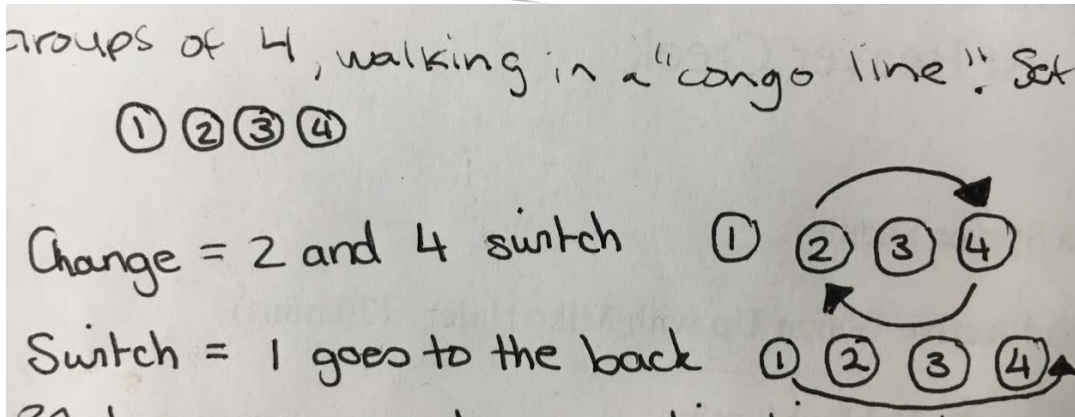 Groups of 4, walking in a "congo line". Set
① ② ③ ④
Change = 2 and 4 switch ① ② ③ ④
Switch = 1 goes to the back ① ② ③ ④